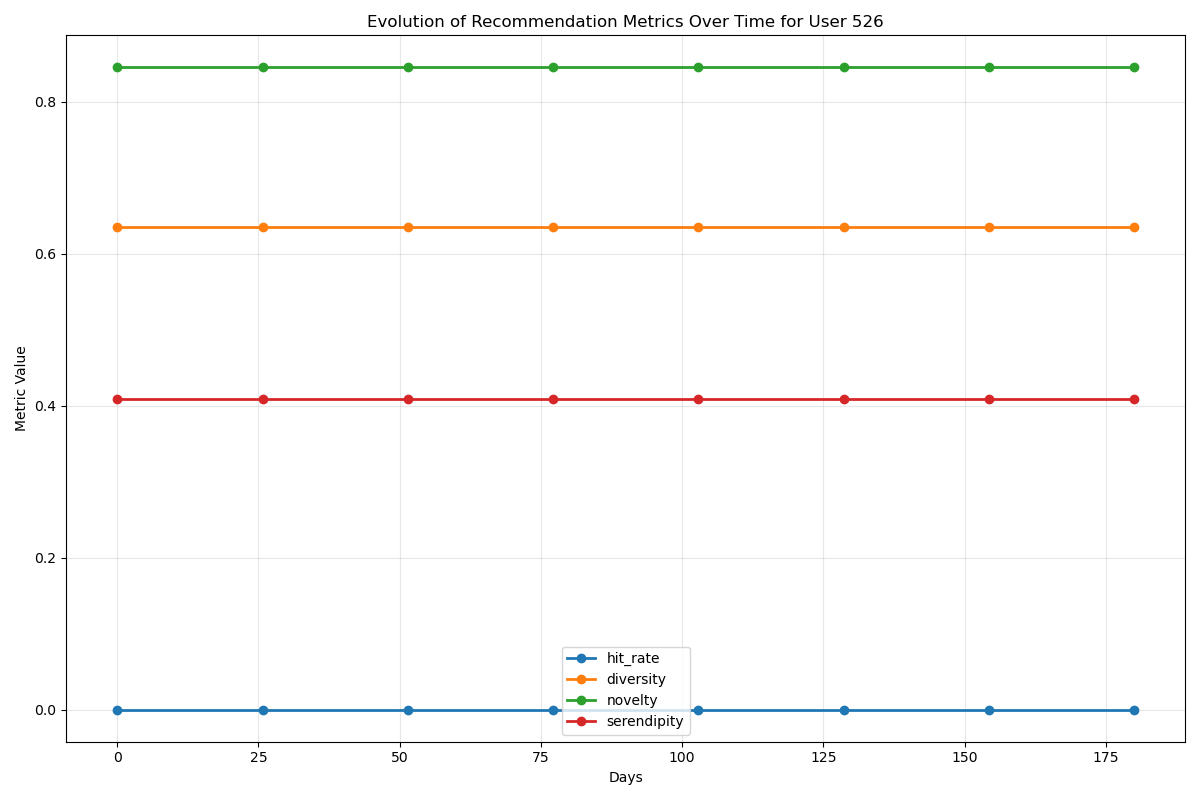 Evolution of Recommendation Metrics Over Time for User 526
Metric Value
0.8
0.6
0.4
0.2
0.0
hit_rate
diversity
novelty
serendipity
0 25 50 75 100 125 150 175
Days